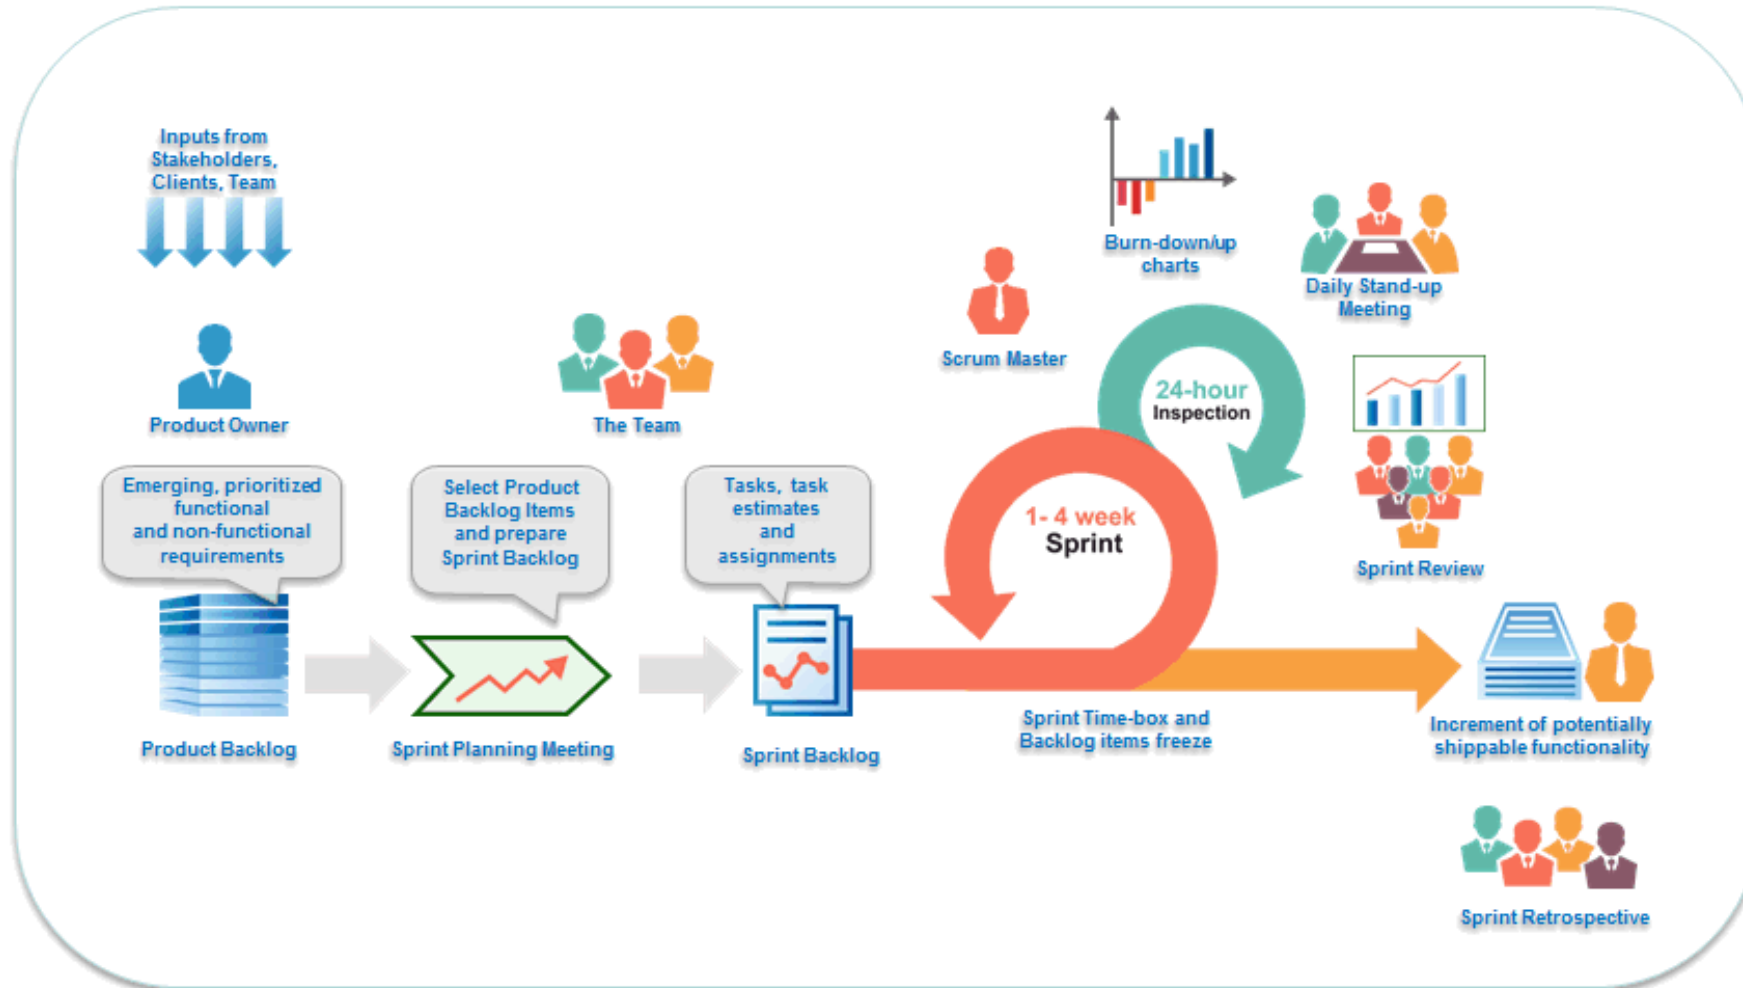 Inputs from
Stakeholders,
Clients, Team
Product Owner
Emerging, prioritized
functional
and non-functional
requirements
Product Backlog
The Team
Select Product
Backlog Items
and prepare
Sprint Backlog
Sprint Planning Meeting
Tasks, task
estimates
and
assignments
Sprint Backlog
Scrum Master
Burn-down/up
charts
Daily Stand-up
Meeting
24-hour
Inspection
1- 4 week
Sprint
Sprint Review
Sprint Time-box and
Backlog items freeze
Increment of potentially
shippable functionality
Sprint Retrospective